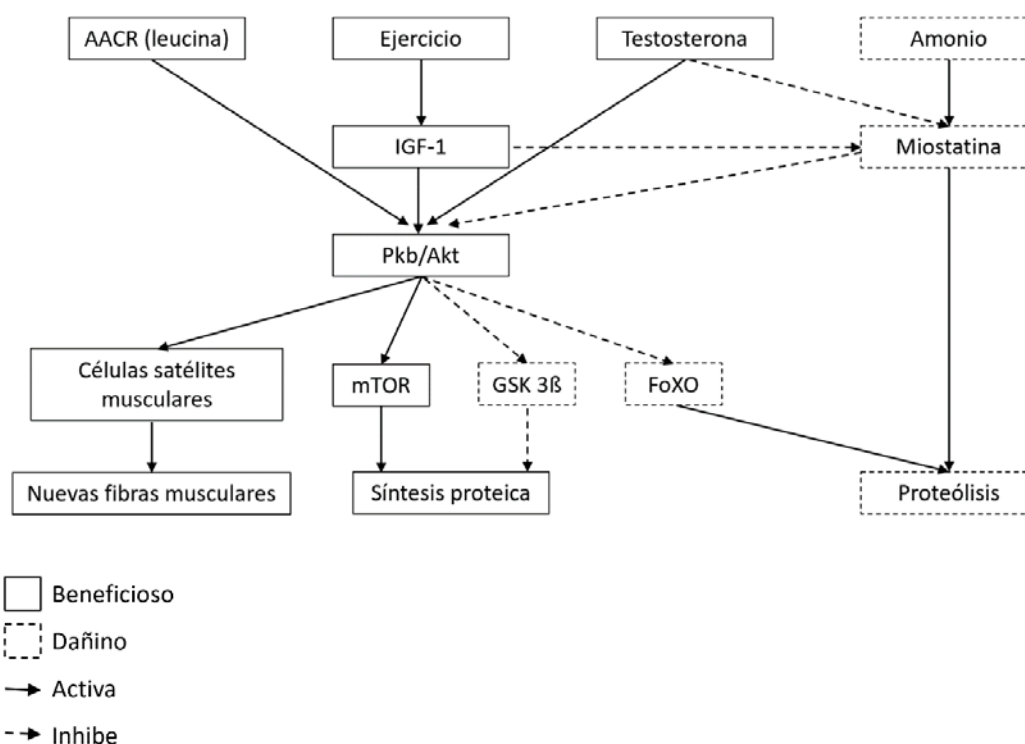 AACR (leucina)
Ejercicio
Testosterona
Amonio
IGF-1
Miostatina
Pkb/Akt
Células satélites
musculares
mTOR
GSK 3ß
FoXO
Nuevas fibras musculares
Síntesis proteica
Proteólisis
Beneficioso
Dañino
Activa
Inhibe